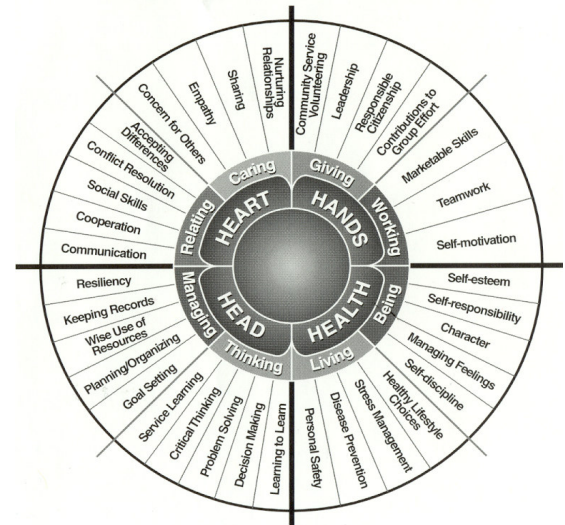 Nurturing
Relationships
Sharing
Empathy
Concern for Others
Accepting
Differences
Conflict Resolution
Social Skills
Cooperation
Communication
Community Service
Volunteering
Leadership
Responsible
Citizenship
Contributions to
Group Effort
Marketable Skills
Teamwork
Self-motivation
Caring
Relating
HEART
Giving
Working
HANDS
Managing
Thinking
HEAD
Being
Living
HEALTH
Resiliency
Keeping Records
Wise Use of
Resources
Planning/Organizing
Goal Setting
Service Learning
Critical Thinking
Problem Solving
Decision Making
Learning to Learn
Self-esteem
Self-responsibility
Character
Managing Feelings
Self-discipline
Healthy Lifestyle
Choices
Stress Management
Disease Prevention
Personal Safety